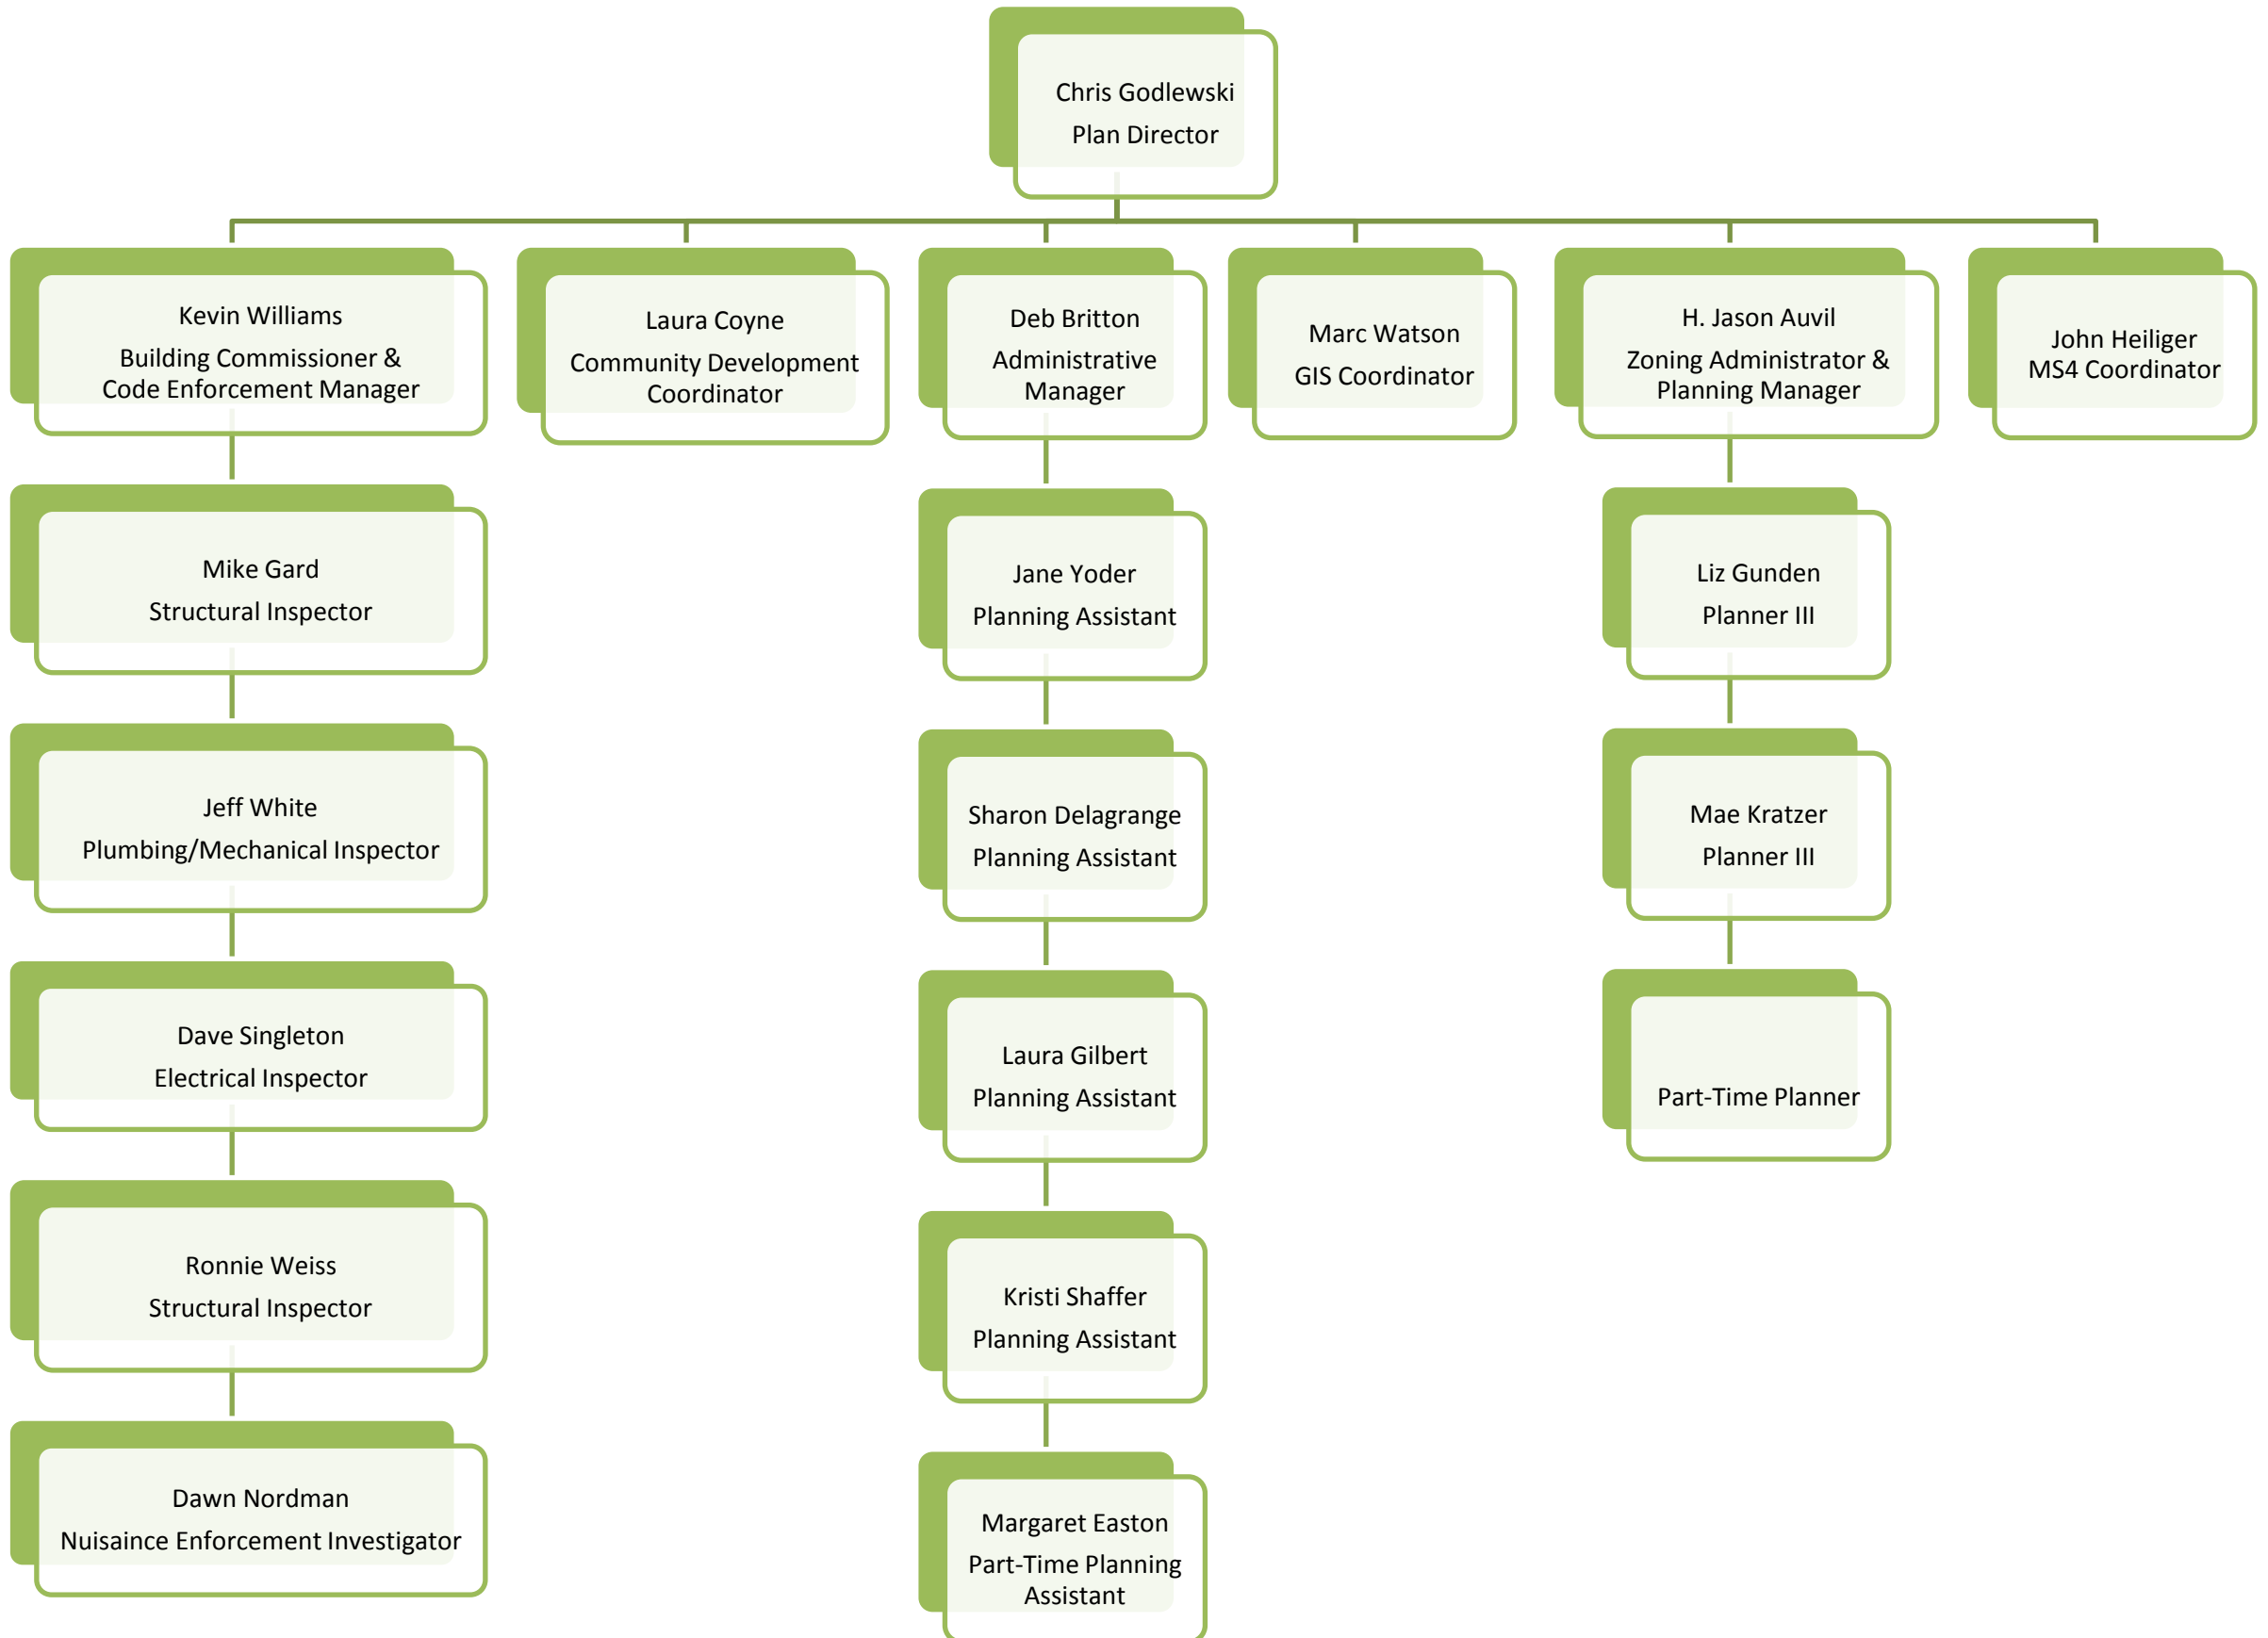 Chris Godlewski
Plan Director
Kevin Williams
Building Commissioner &
Code Enforcement Manager
Laura Coyne
Community Development
Coordinator
Deb Britton
Administrative
Manager
Marc Watson
GIS Coordinator
H. Jason Auvil
Zoning Administrator &
Planning Manager
John Heiliger
MS4 Coordinator
Mike Gard
Structural Inspector
Jane Yoder
Planning Assistant
Liz Gunden
Planner III
Jeff White
Plumbing/Mechanical Inspector
Sharon Delagrange
Planning Assistant
Mae Kratzer
Planner III
Dave Singleton
Electrical Inspector
Laura Gilbert
Planning Assistant
Part-Time Planner
Ronnie Weiss
Structural Inspector
Kristi Shaffer
Planning Assistant
Dawn Nordman
Nuisaince Enforcement Investigator
Margaret Easton
Part-Time Planning
Assistant